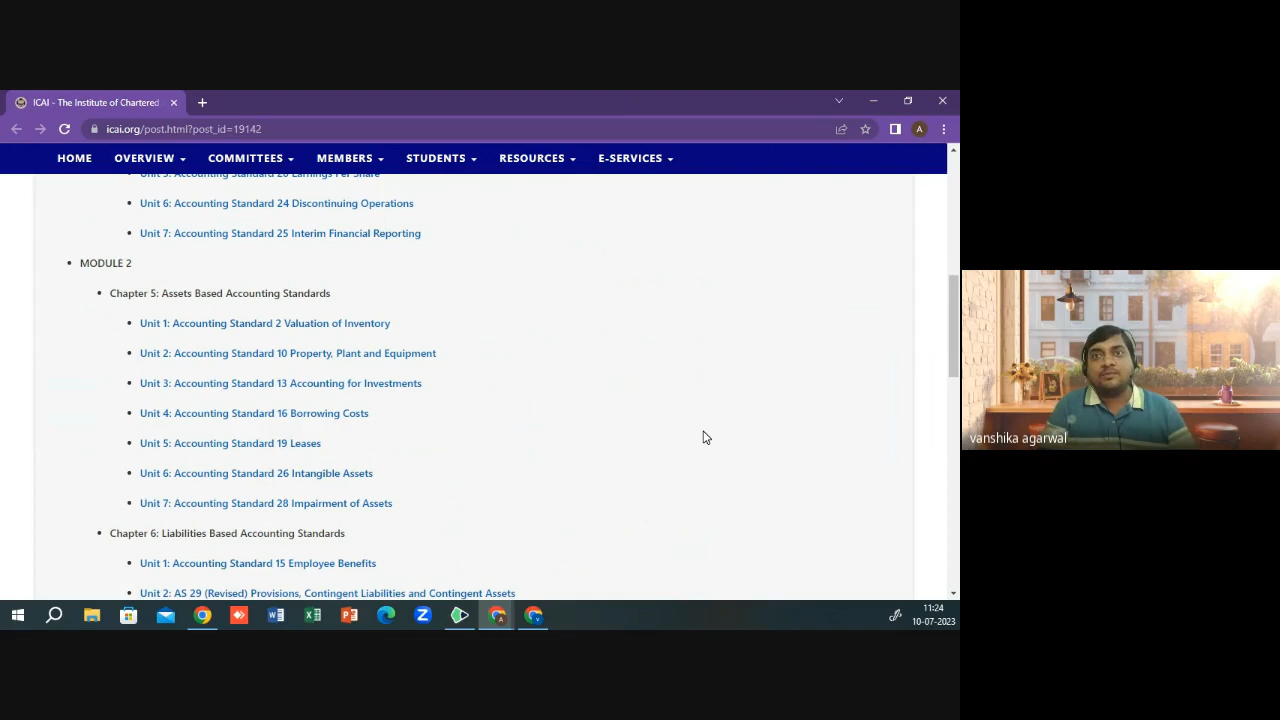 ICAI - The Institute of Chartered
icai.org/post.html?post_id=19142
A
HOME OVERVIEW COMMITTEES MEMBERS STUDENTS RESOURCES E-SERVICES
Unit 6: Accounting Standard 24 Discontinuing Operations
Unit 7: Accounting Standard 25 Interim Financial Reporting
MODULE 2
Chapter 5: Assets Based Accounting Standards
Unit 1: Accounting Standard 2 Valuation of Inventory
Unit 2: Accounting Standard 10 Property, Plant and Equipment
Unit 3: Accounting Standard 13 Accounting for Investments
Unit 4: Accounting Standard 16 Borrowing Costs
Unit 5: Accounting Standard 19 Leases
Unit 6: Accounting Standard 26 Intangible Assets
Unit 7: Accounting Standard 28 Impairment of Assets
Chapter 6: Liabilities Based Accounting Standards
Unit 1: Accounting Standard 15 Employee Benefits
Unit 2: AS 29 (Revised) Provisions, Contingent Liabilities and Contingent Assets
vanshika agarwal
11:24
10-07-2023